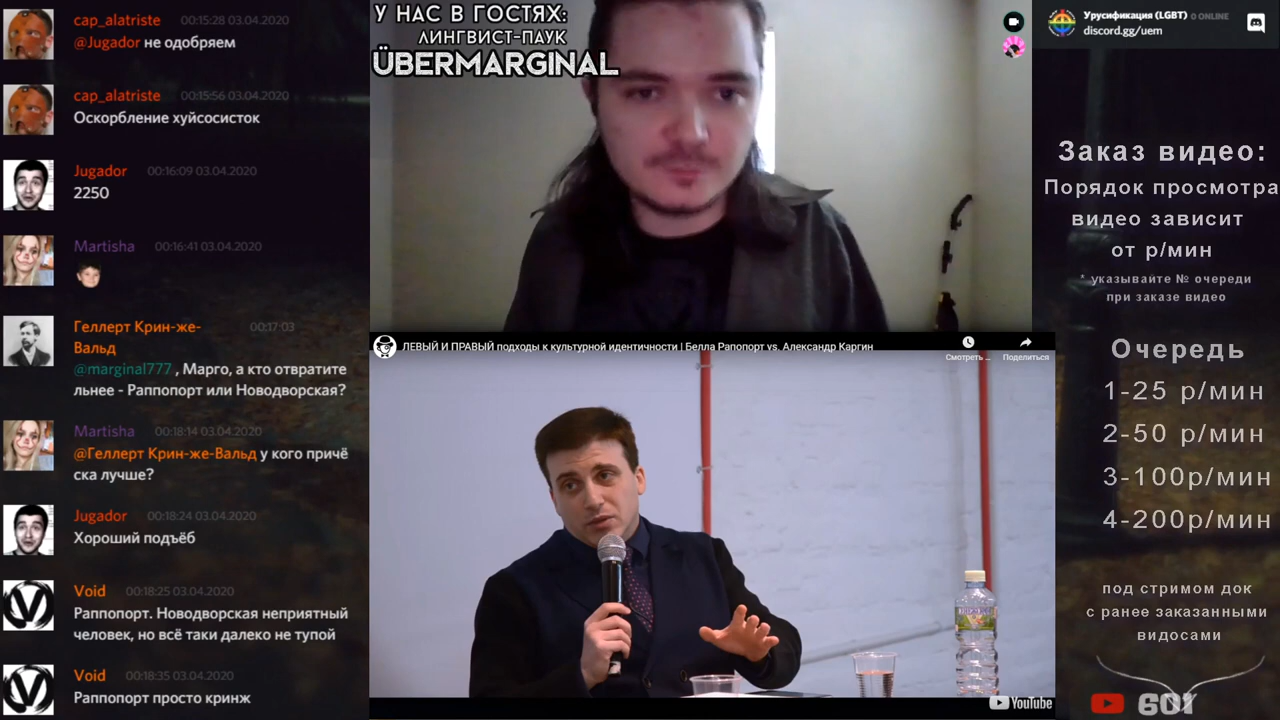 cap_alatriste 00:15:28 03.04.2020
@Jugador не одобряем
cap_alatriste 00:15:56 03.04.2020
Оскорбление хуйсосисток
Jugador 00:16:09 03.04.2020
2250
Martisha 00:16:41 03.04.2020
Геллерт Крин-же- 00:17:03
Вальд
@marginal777 , Марго, а кто отвратите
льнее - Раппопорт или Новодворская?
Martisha 00:18:14 03.04.2020
@Геллерт Крин-же-Вальд у кого причё
ска лучше?
Jugador 00:18:24 03.04.2020
Хороший подъёб
Void 00:18:25 03.04.2020
Раппопорт. Новодворская неприятный
человек, но всё таки далеко не тупой
Void 00:18:35 03.04.2020
Раппопорт просто кринж
У НАС В ГОСТЯХ:
ЛИНГВИСТ-ПАУК
ÜBERMARGINAL
ЛЕВЫЙ И ПРАВЫЙ подходы к культурной идентичности | Белла Рапопорт vs. Александр Каргин
Смотреть ...
Поделиться
YouTube
Урусификация (LGBT) 0 ONLINE
discord.gg/uem
Заказ видео:
Порядок просмотра
видео зависит
от р/мин
* указывайте № очереди
при заказе видео
Очередь
1-25 р/мин
2-50 р/мин
3-100р/мин
4-200р/мин
под стримом док
с ранее заказанными
видосами
601